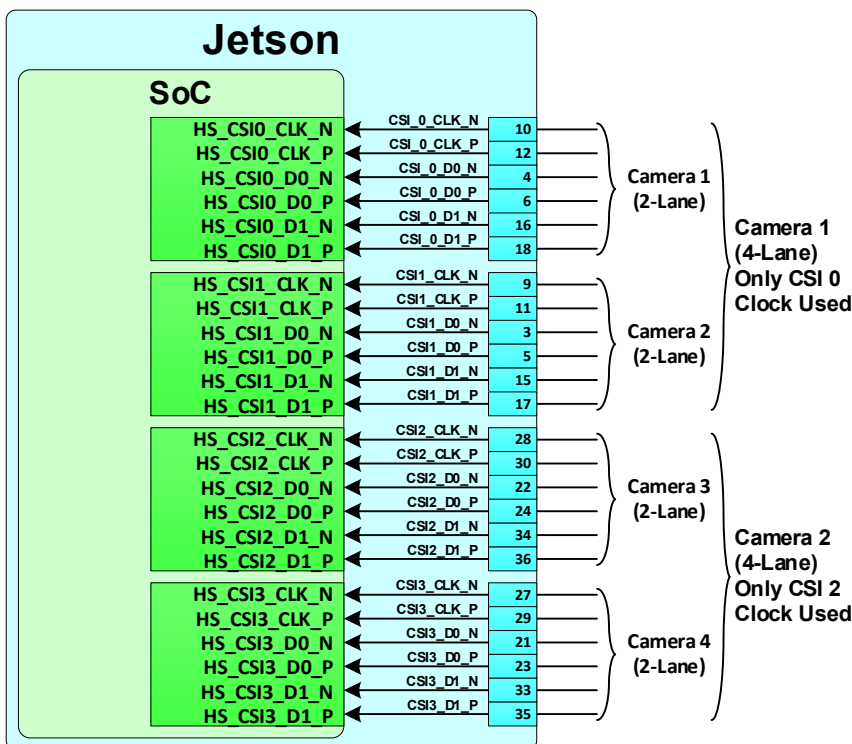 Jetson
SoC
HS_CSI0_CLK_N CSI_0_CLK_N 10
HS_CSI0_CLK_P CSI_0_CLK_P 12
HS_CSI0_D0_N CSI_0_D0_N 4
HS_CSI0_D0_P CSI_0_D0_P 6
HS_CSI0_D1_N CSI_0_D1_N 16
HS_CSI0_D1_P CSI_0_D1_P 18
Camera 1
(2-Lane)
HS_CSI1_CLK_N CSI1_CLK_N 9
HS_CSI1_CLK_P CSI1_CLK_P 11
HS_CSI1_D0_N CSI1_D0_N 3
HS_CSI1_D0_P CSI1_D0_P 5
HS_CSI1_D1_N CSI1_D1_N 15
HS_CSI1_D1_P CSI1_D1_P 17
Camera 2
(2-Lane)
Camera 1
(4-Lane)
Only CSI 0
Clock Used
HS_CSI2_CLK_N CSI2_CLK_N 28
HS_CSI2_CLK_P CSI2_CLK_P 30
HS_CSI2_D0_N CSI2_D0_N 22
HS_CSI2_D0_P CSI2_D0_P 24
HS_CSI2_D1_N CSI2_D1_N 34
HS_CSI2_D1_P CSI2_D1_P 36
Camera 3
(2-Lane)
HS_CSI3_CLK_N CSI3_CLK_N 27
HS_CSI3_CLK_P CSI3_CLK_P 29
HS_CSI3_D0_N CSI3_D0_N 21
HS_CSI3_D0_P CSI3_D0_P 23
HS_CSI3_D1_N CSI3_D1_N 33
HS_CSI3_D1_P CSI3_D1_P 35
Camera 4
(2-Lane)
Camera 2
(4-Lane)
Only CSI 2
Clock Used